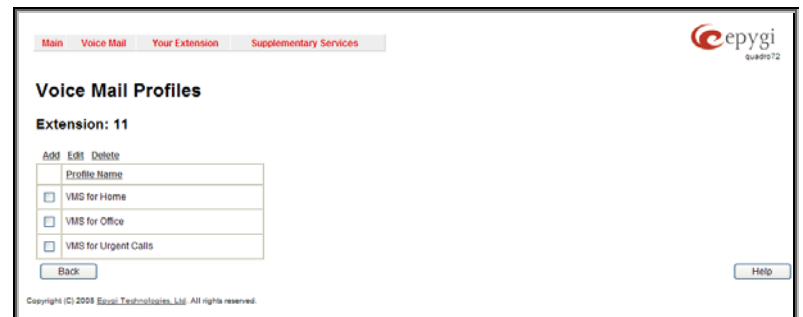 Main Voice Mail Your Extension Supplementary Services
epygi
quadro72
Voice Mail Profiles
Extension: 11
Add Edit Delete
Profile Name
VMS for Home
VMS for Office
VMS for Urgent Calls
Back
Help
Copyright (C) 2008 Epygi Technologies, Ltd. All rights reserved.